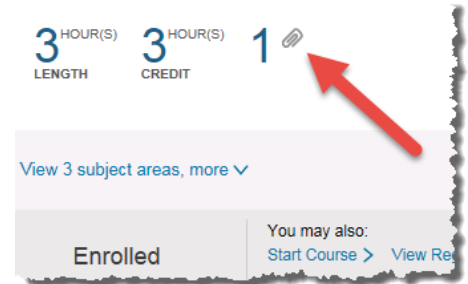 3 HOUR(S) 3 HOUR(S) 1
LENGTH CREDIT
View 3 subject areas, more
Enrolled
You may also:
Start Course > View